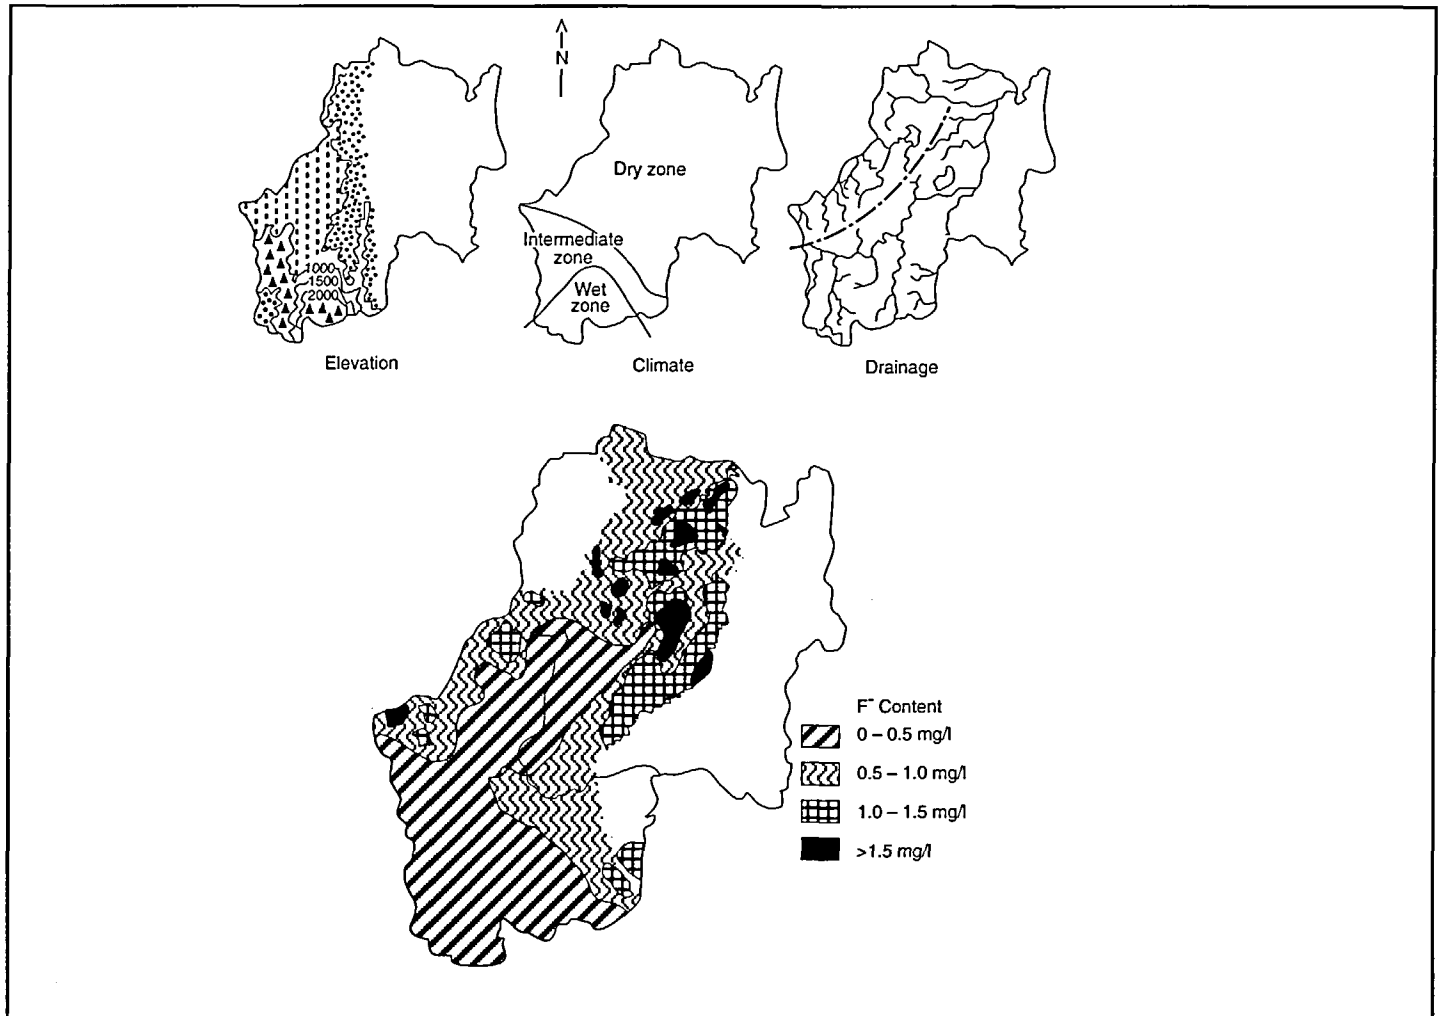 N
Dry zone
Intermediate
zone
Wet
zone
1000
1500
2000
Elevation
Climate
Drainage
F⁻ Content
0 – 0.5 mg/l
0.5 – 1.0 mg/l
1.0 – 1.5 mg/l
>1.5 mg/l